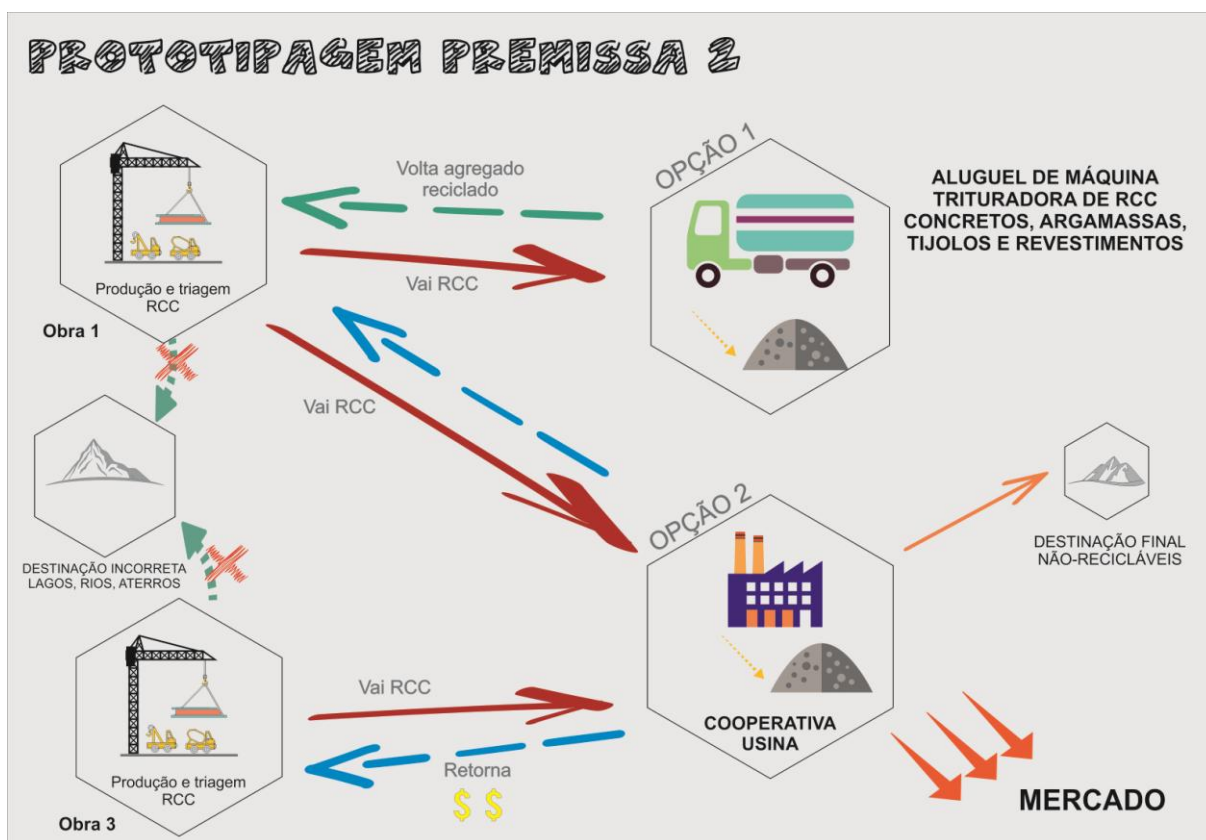 PROTOTIPAGEM PREMISSA 2
Produção e triagem
RCC
Obra 1
Volta agregado
reciclado
Vai RCC
OPÇÃO 1
ALUGUEL DE MÁQUINA
TRITURADORA DE RCC
CONCRETOS, ARGAMASSAS,
TIJOLOS E REVESTIMENTOS
Vai RCC
DESTINAÇÃO INCORRETA
LAGOS, RIOS, ATERROS
OPÇÃO 2
COOPERATIVA
USINA
DESTINAÇÃO FINAL
NÃO-RECICLÁVEIS
Produção e triagem
RCC
Obra 3
Vai RCC
Retorna
$ $
MERCADO